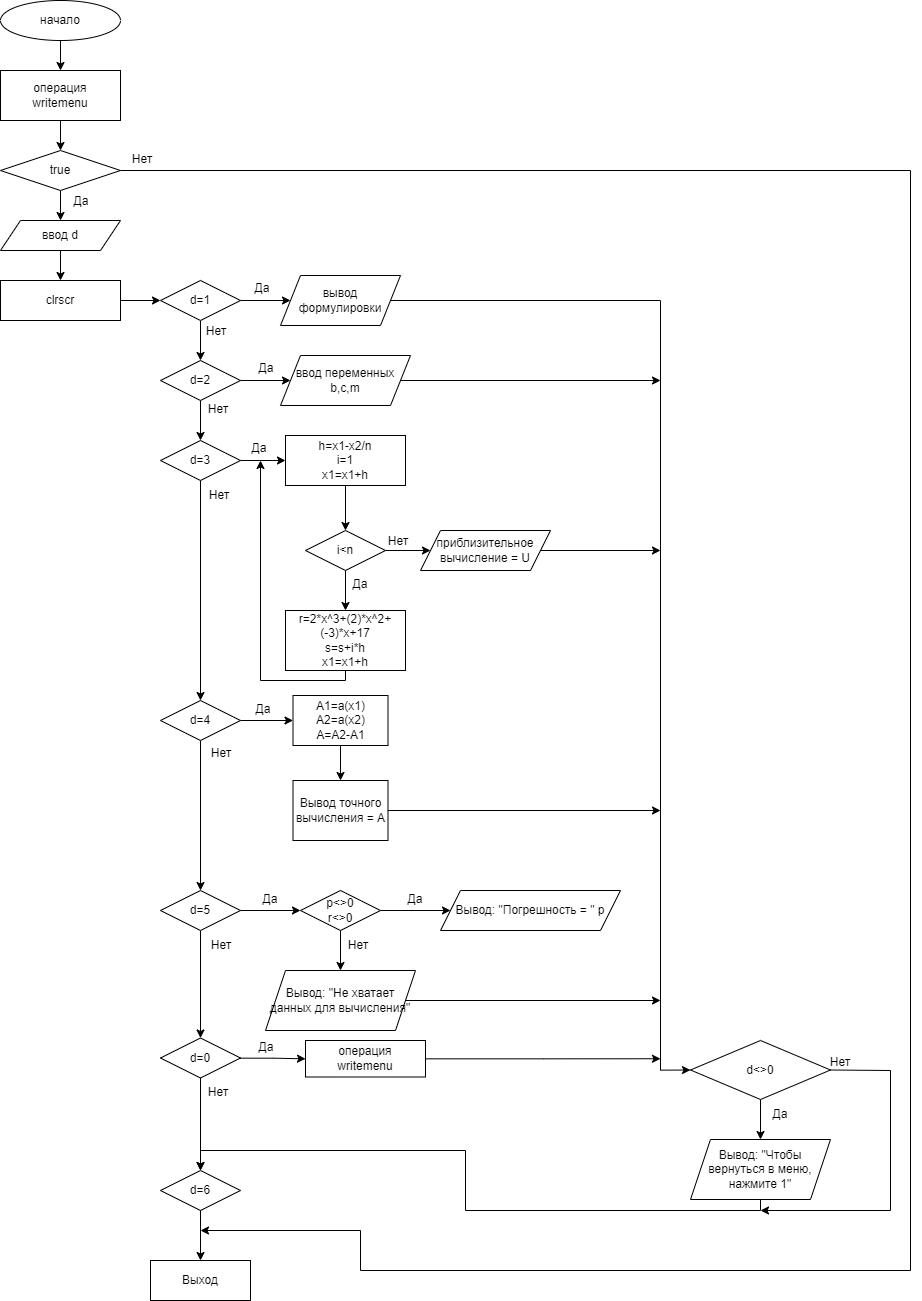 начало
операция
writemenu
true
Нет
Да
ввод d
clrscr
d=1
Да
вывод
формулировки
Нет
d=2
Да
ввод переменных
b,c,m
Нет
d=3
Да
h=x1-x2/n
i=1
x1=x1+h
Нет
i<n
Нет
приблизительное
вычисление = U
Да
r=2*x^3+(2)*x^2+
(-3)*x+17
s=s+i*h
x1=x1+h
d=4
Да
A1=a(x1)
A2=a(x2)
A=A2-A1
Нет
Вывод точного
вычисления = A
d=5
Да
p<>0
r<>0
Да
Вывод: "Погрешность = " p
Нет
Нет
Вывод: "Не хватает
данных для вычисления"
d=0
Да
операция
writemenu
Нет
d<>0
Нет
Да
Вывод: "Чтобы
вернуться в меню,
нажмите 1"
d=6
Выход